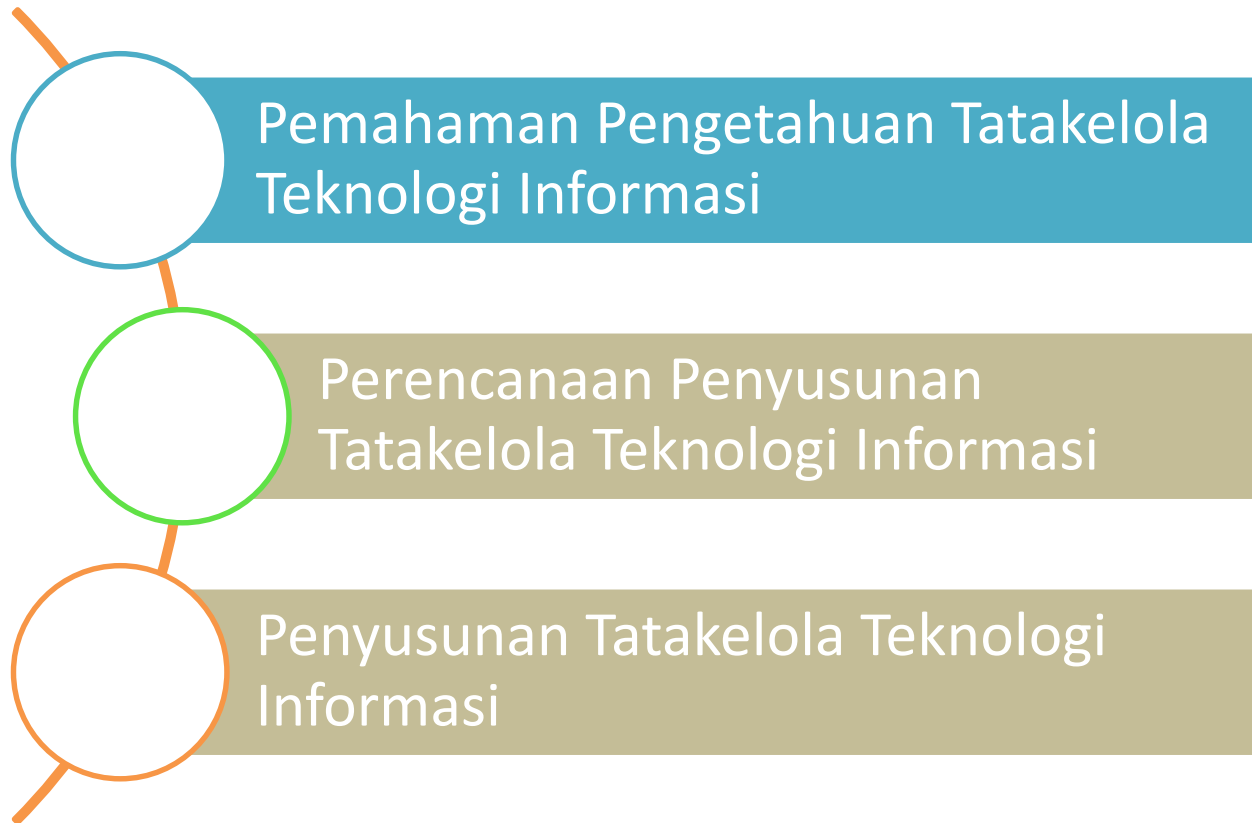 Pemahaman Pengetahuan Tatakelola
Teknologi Informasi
Perencanaan Penyusunan
Tatakelola Teknologi Informasi
Penyusunan Tatakelola Teknologi
Informasi